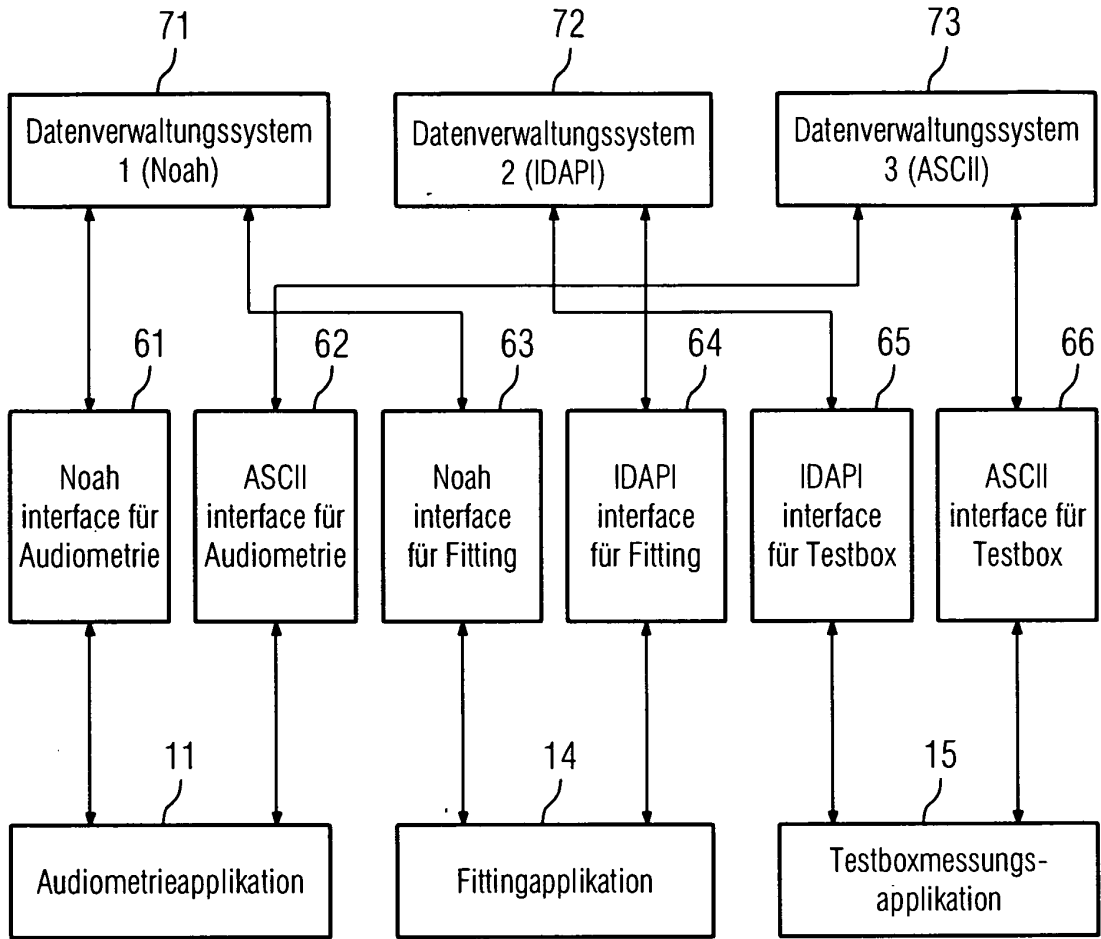 71
72
73
Datenverwaltungssystem
1 (Noah)
Datenverwaltungssystem
2 (IDAPI)
Datenverwaltungssystem
3 (ASCII)
61
62
63
64
65
66
Noah
interface für
Audiometrie
ASCII
interface für
Audiometrie
Noah
interface
für Fitting
IDAPI
interface
für Fitting
IDAPI
interface
für Testbox
ASCII
interface für
Testbox
11
14
15
Audiometrieapplikation
Fittingapplikation
Testboxmessungs-
applikation